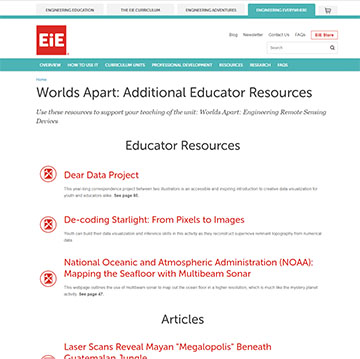 ENGINEERING EDUCATION THE EIE CURRICULUM ENGINEERING ADVENTURES ENGINEERING EVERYWHERE
EiE
Blog Newsletter Contact Us FAQs EiE Store
Search
OVERVIEW HOW TO USE IT CURRICULUM UNITS PROFESSIONAL DEVELOPMENT RESOURCES RESEARCH FAQS
Home
Worlds Apart: Additional Educator Resources
Use these resources to support your teaching of the unit: Worlds Apart: Engineering Remote Sensing
Devices
Educator Resources
Dear Data Project
This year-long correspondence project between two illustrators is an accessible and inspiring introduction to creative data visualization for
youth and educators alike. See page 85.
De-coding Starlight: From Pixels to Images
Youth can build their data visualization and inference skills in this activity as they reconstruct supernova remnant topography from numerical
data.
National Oceanic and Atmospheric Administration (NOAA):
Mapping the Seafloor with Multibeam Sonar
This webpage outlines the use of multibeam sonar to map out the ocean floor at a higher resolution, which is much like the mystery planet
activity. See page 47.
Articles
Laser Scans Reveal Mayan "Megalopolis" Beneath
Guatemalan Jungle